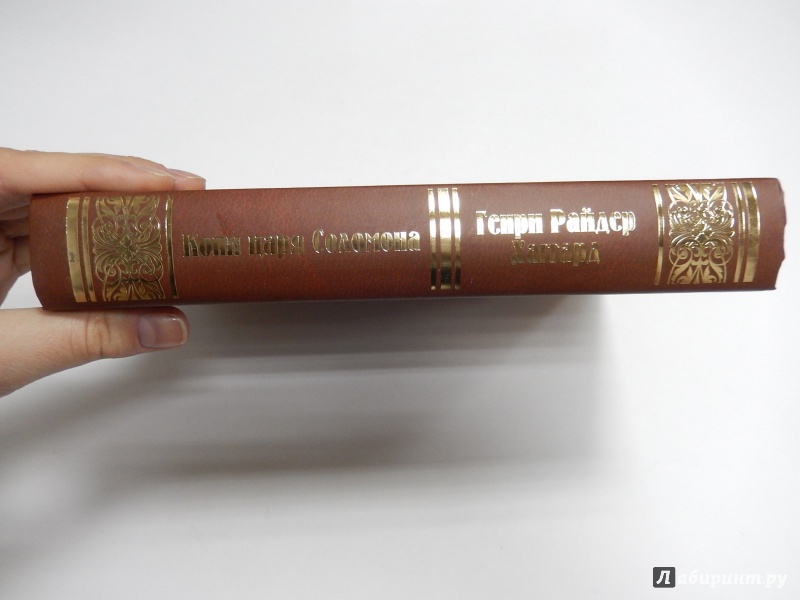 Копи царя Соломона
Генри Райдер
Хаггард
Лабиринт.ру